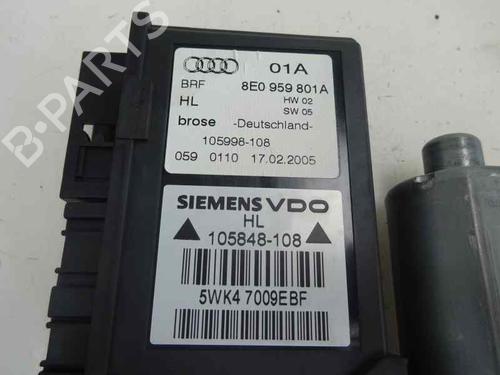 B-PARTS
01A
BRF 8E0 959 801A
HL HW 02
SW 05
brose -Deutschland-
105998-108
059 0110 17.02.2005
SIEMENS VDO
HL
105848-108
5WK4 7009EBF